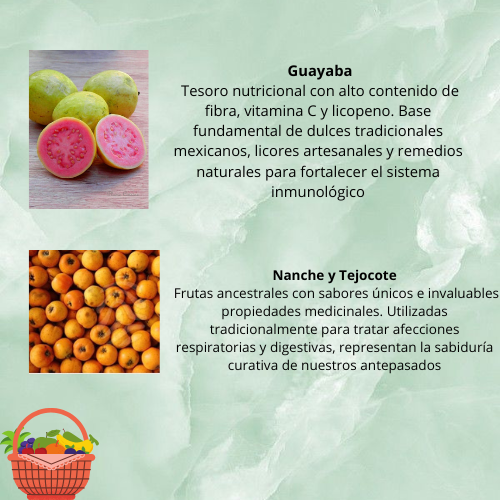 Guayaba
Tesoro nutricional con alto contenido de
fibra, vitamina C y licopeno. Base
fundamental de dulces tradicionales
mexicanos, licores artesanales y remedios
naturales para fortalecer el sistema
inmunológico
Nanche y Tejocote
Frutas ancestrales con sabores únicos e invaluables
propiedades medicinales. Utilizadas
tradicionalmente para tratar afecciones
respiratorias y digestivas, representan la sabiduría
curativa de nuestros antepasados